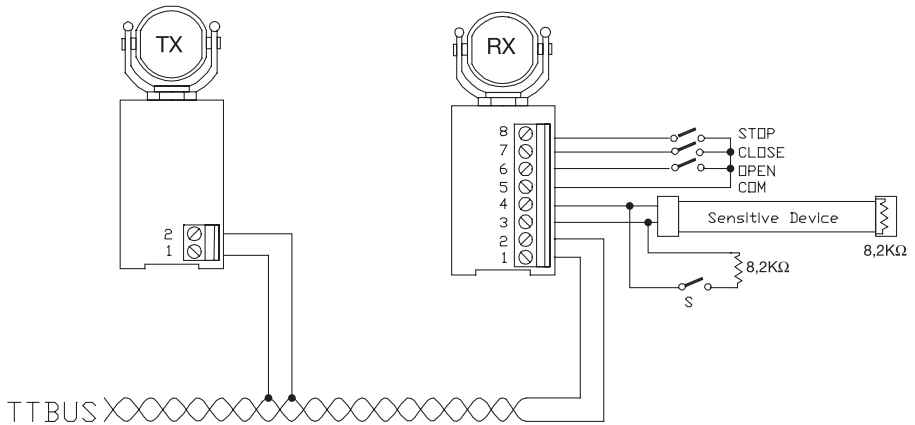 TX
RX
8
7
6
5
4
3
2
1
STOP
CLOSE
OPEN
COM
Sensitive Device
8,2KΩ
8,2KΩ
S
2
1
TTBUS